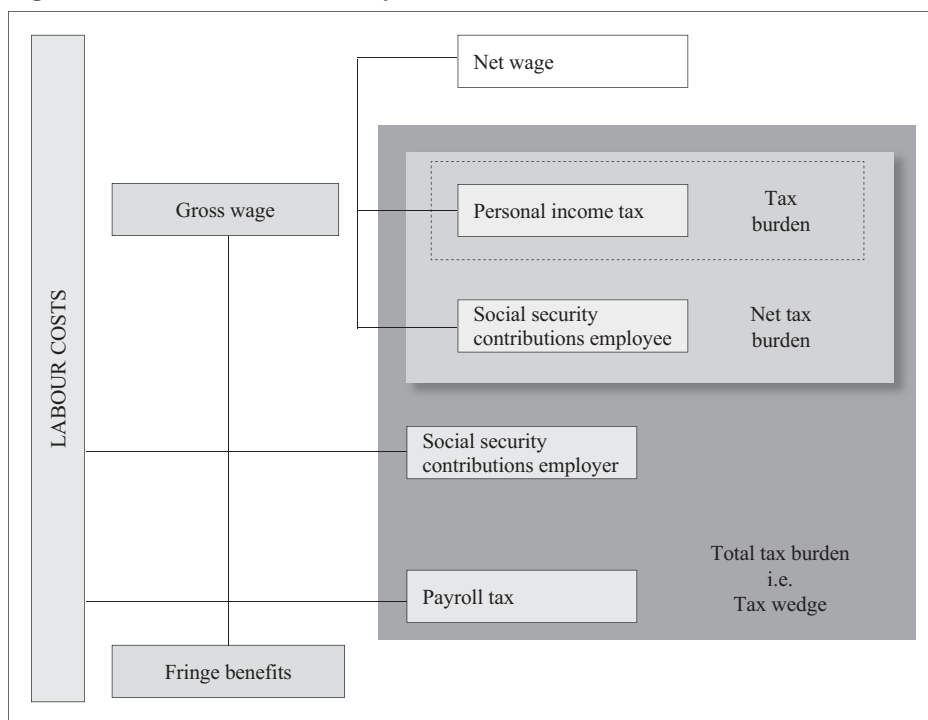 Net wage
Gross wage
Personal income tax
Tax
burden
LABOUR COSTS
Social security
contributions employee
Net tax
burden
Social security
contributions employer
Total tax burden
i.e.
Tax wedge
Payroll tax
Fringe benefits